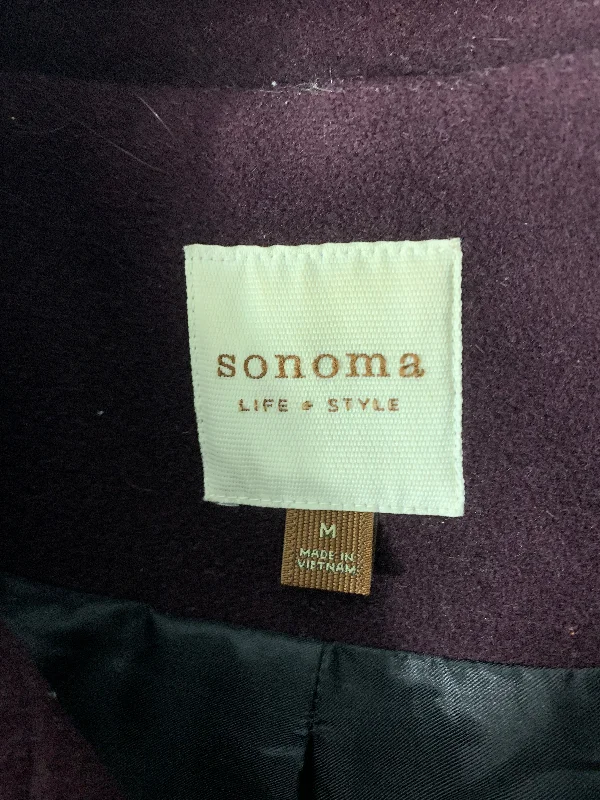 sonoma
LIFE + STYLE
M
MADE IN
VIETNAM